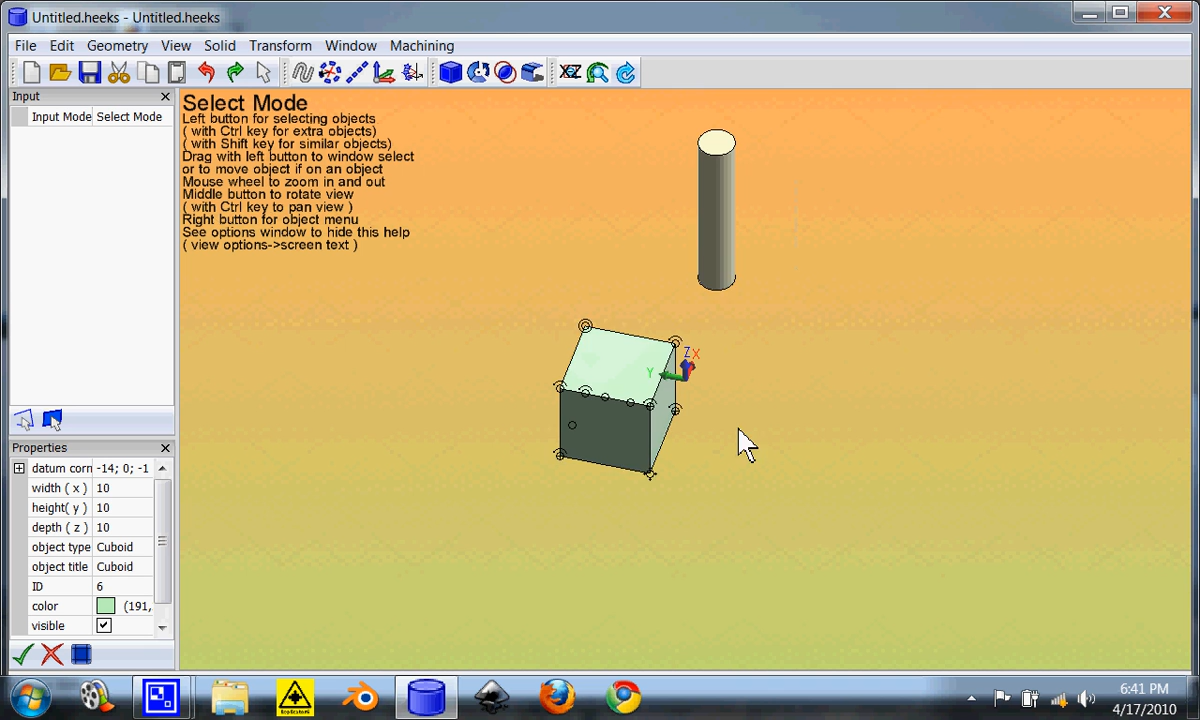 Untitled.heeks - Untitled.heeks
File Edit Geometry View Solid Transform Window Machining
Input
Input Mode Select Mode
Select Mode
Left button for selecting objects
( with Ctrl key for extra objects)
( with Shift key for similar objects)
Drag with left button to window select
or to move object if on an object
Mouse wheel to zoom in and out
Middle button to rotate view
( with Ctrl key to pan view )
Right button for object menu
See options window to hide this help
( view options->screen text )
Z X
Y
Properties
datum corn -14; 0; -1
width ( x ) 10
height( y ) 10
depth ( z ) 10
object type Cuboid
object title Cuboid
ID 6
color (191,
visible
6:41 PM
4/17/2010